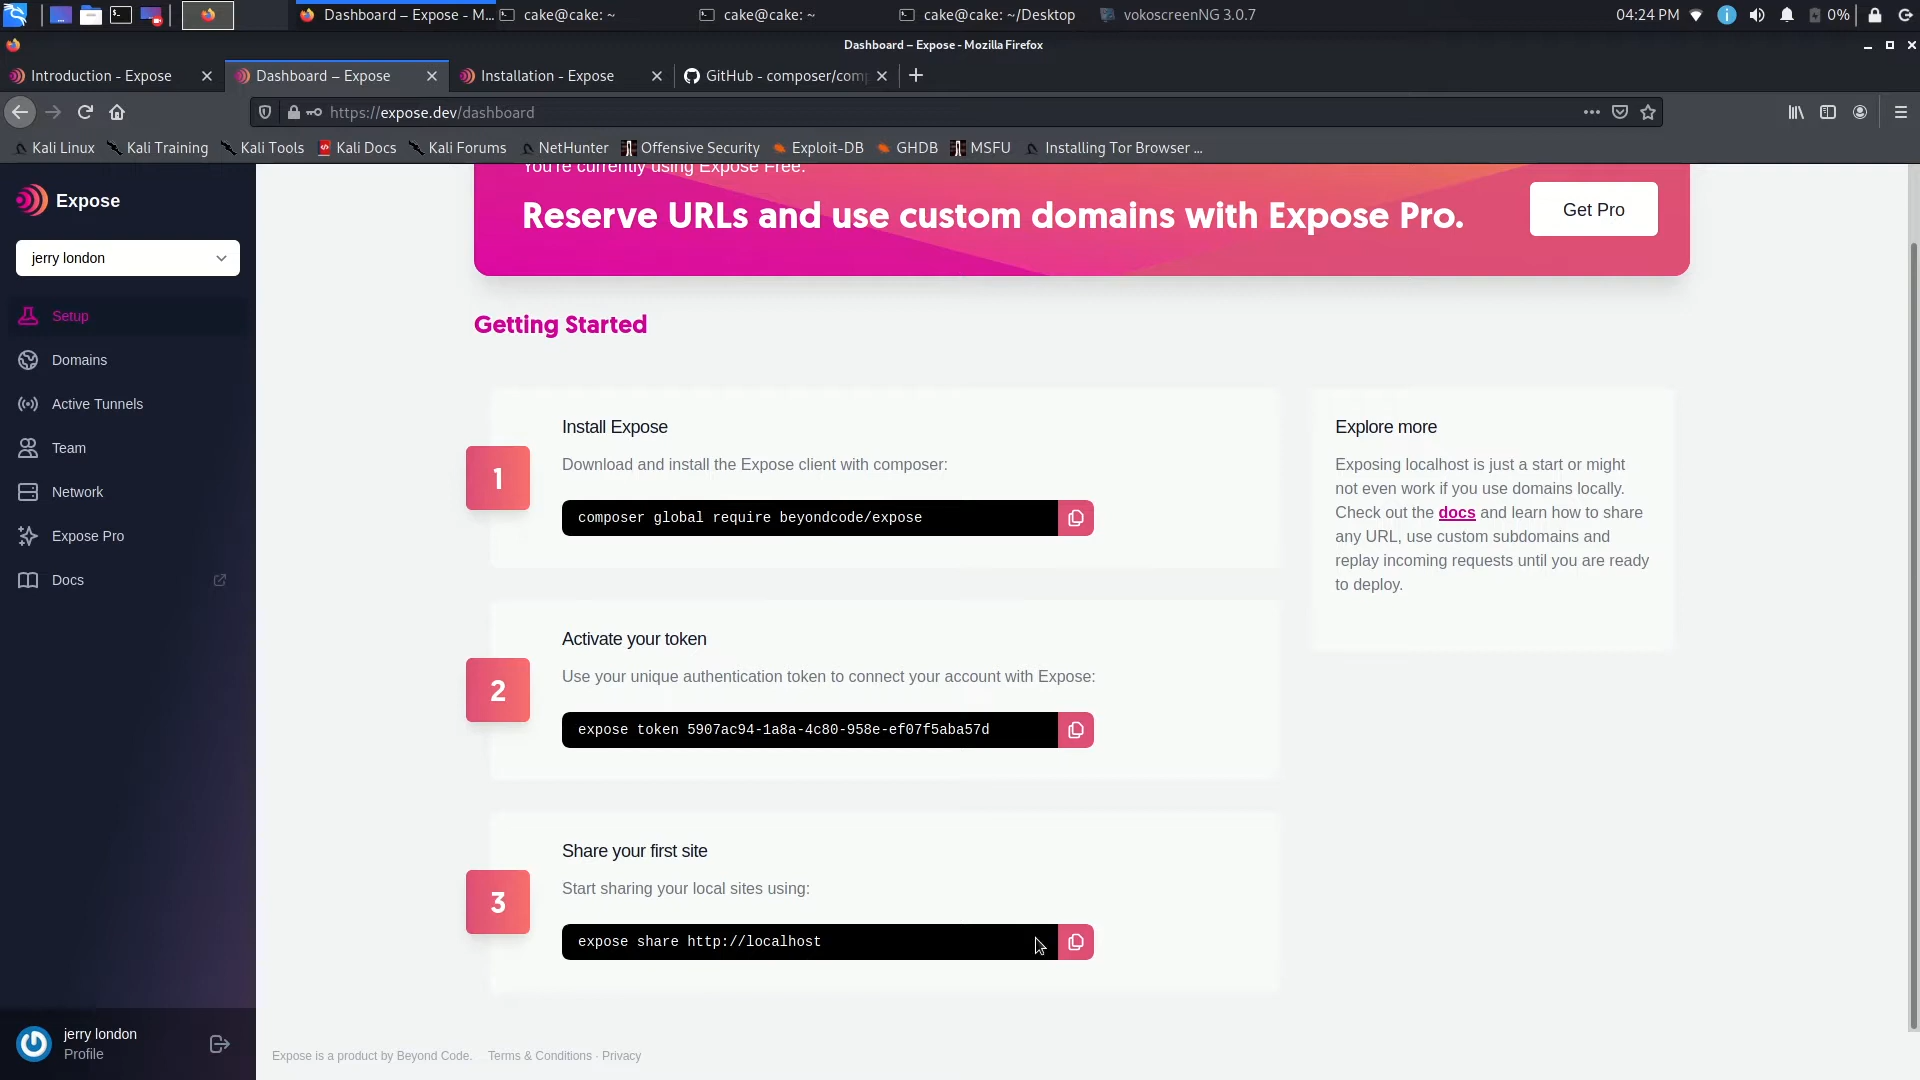 Dashboard – Expose - M...
cake@cake: ~
cake@cake: ~
cake@cake: ~/Desktop
vokoscreenNG 3.0.7
04:24 PM
0%
Dashboard – Expose - Mozilla Firefox
Introduction - Expose
Dashboard – Expose
Installation - Expose
GitHub - composer/comp
https://expose.dev/dashboard
Kali Linux
Kali Training
Kali Tools
Kali Docs
Kali Forums
NetHunter
Offensive Security
Exploit-DB
GHDB
MSFU
Installing Tor Browser ...
Expose
jerry london
Setup
Domains
Active Tunnels
Team
Network
Expose Pro
Docs
jerry london
Profile
You're currently using Expose Free.
Reserve URLs and use custom domains with Expose Pro.
Get Pro
Getting Started
1
Install Expose
Download and install the Expose client with composer:
composer global require beyondcode/expose
2
Activate your token
Use your unique authentication token to connect your account with Expose:
expose token 5907ac94-1a8a-4c80-958e-ef07f5aba57d
3
Share your first site
Start sharing your local sites using:
expose share http://localhost
Explore more
Exposing localhost is just a start or might
not even work if you use domains locally.
Check out the docs and learn how to share
any URL, use custom subdomains and
replay incoming requests until you are ready
to deploy.
Expose is a product by Beyond Code.
Terms & Conditions · Privacy